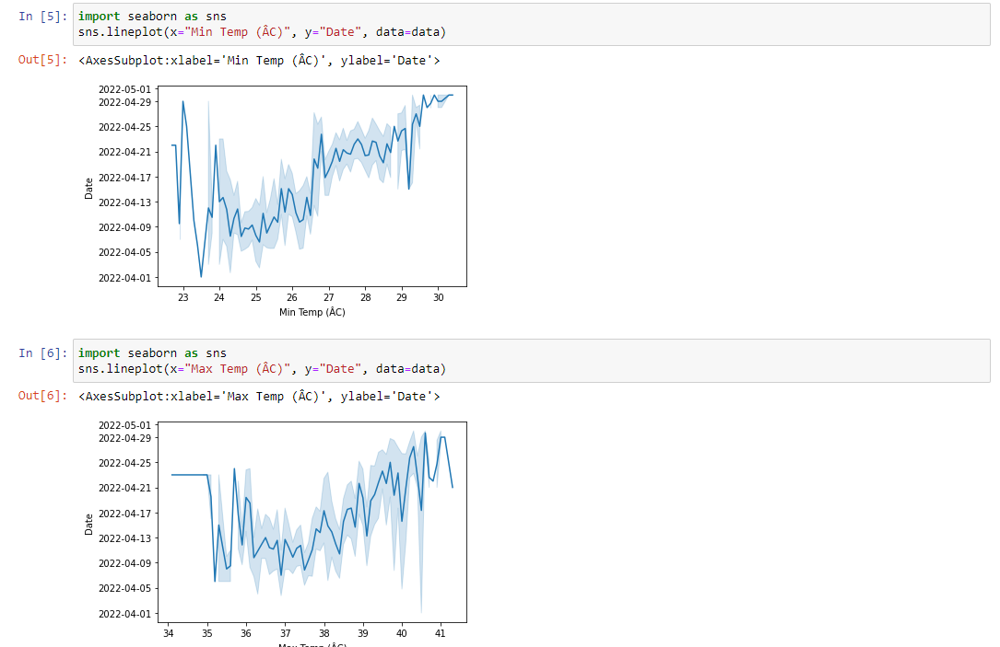 In [5]: import seaborn as sns
sns.lineplot(x="Min Temp (ÂC)", y="Date", data=data)
Out[5]: <AxesSubplot:xlabel='Min Temp (ÂC)', ylabel='Date'>
2022-05-01
2022-04-29
2022-04-25
2022-04-21
2022-04-17
2022-04-13
2022-04-09
2022-04-05
2022-04-01
Date
23 24 25 26 27 28 29 30
Min Temp (ÂC)
In [6]: import seaborn as sns
sns.lineplot(x="Max Temp (ÂC)", y="Date", data=data)
Out[6]: <AxesSubplot:xlabel='Max Temp (ÂC)', ylabel='Date'>
2022-05-01
2022-04-29
2022-04-25
2022-04-21
2022-04-17
2022-04-13
2022-04-09
2022-04-05
2022-04-01
Date
34 35 36 37 38 39 40 41
Max Temp (ÂC)